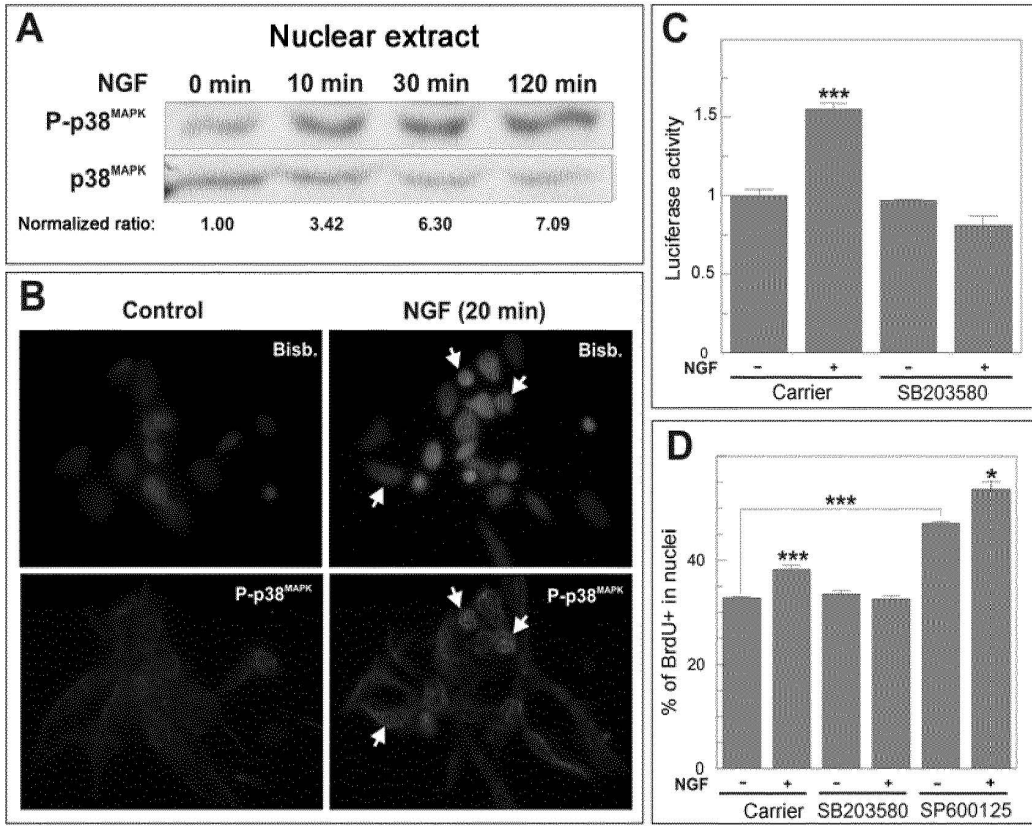 A
Nuclear extract
NGF 0 min 10 min 30 min 120 min
P-p38MAPK
p38MAPK
Normalized ratio: 1.00 3.42 6.30 7.09
B
Control NGF (20 min)
Bisb. Bisb.
P-p38MAPK P-p38MAPK
C
Luciferase activity
1.5
1
0.5
0
***
NGF - + - +
Carrier SB203580
D
% of BrdU+ in nuclei
40
20
0
***
***
*
NGF - + - + - +
Carrier SB203580 SP600125